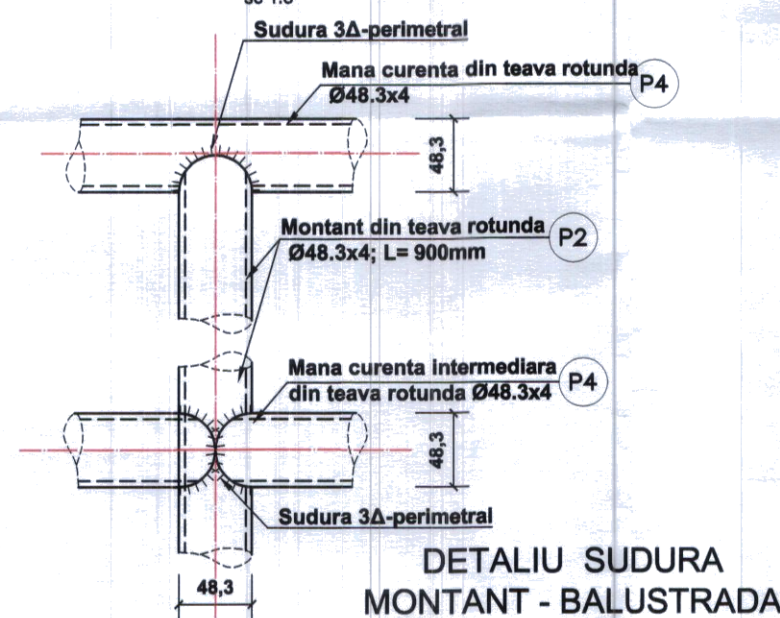 Sudura 3Δ-perimetral
Mana curenta din teava rotunda
Ø48.3x4
P4
48,3
Montant din teava rotunda
Ø48.3x4; L= 900mm
P2
Mana curenta intermediara
din teava rotunda Ø48.3x4
P4
48,3
Sudura 3Δ-perimetral
48,3
DETALIU SUDURA
MONTANT - BALUSTRADA